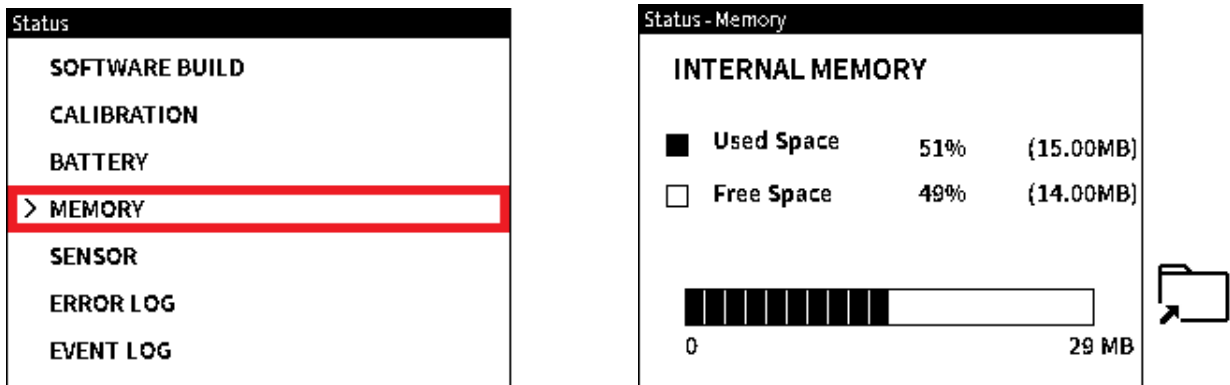 Status
SOFTWARE BUILD
CALIBRATION
BATTERY
> MEMORY
SENSOR
ERROR LOG
EVENT LOG
Status - Memory
INTERNAL MEMORY
Used Space 51% (15.00MB)
Free Space 49% (14.00MB)
0 29 MB